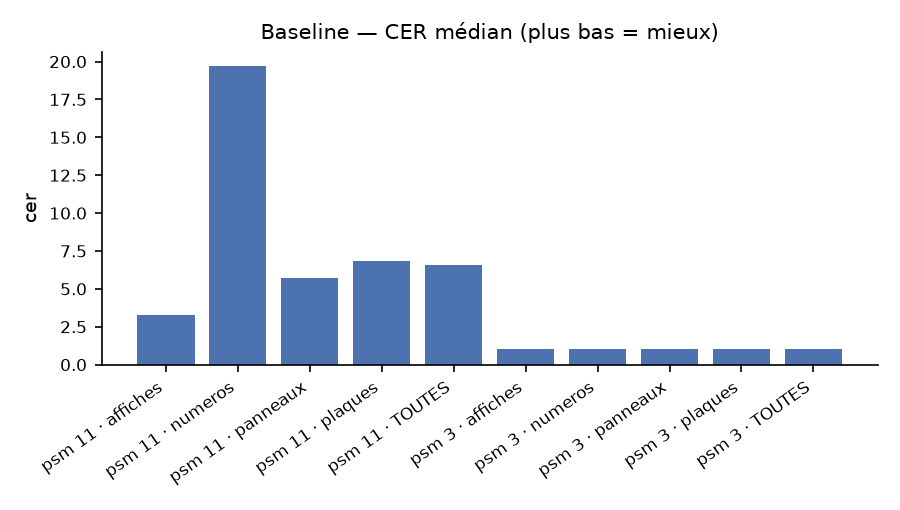 Baseline — CER médian (plus bas = mieux)
20.0
17.5
15.0
12.5
10.0
7.5
5.0
2.5
0.0
cer
psm 11 · affiches
psm 11 · numeros
psm 11 · panneaux
psm 11 · plaques
psm 11 · TOUTES
psm 3 · affiches
psm 3 · numeros
psm 3 · panneaux
psm 3 · plaques
psm 3 · TOUTES